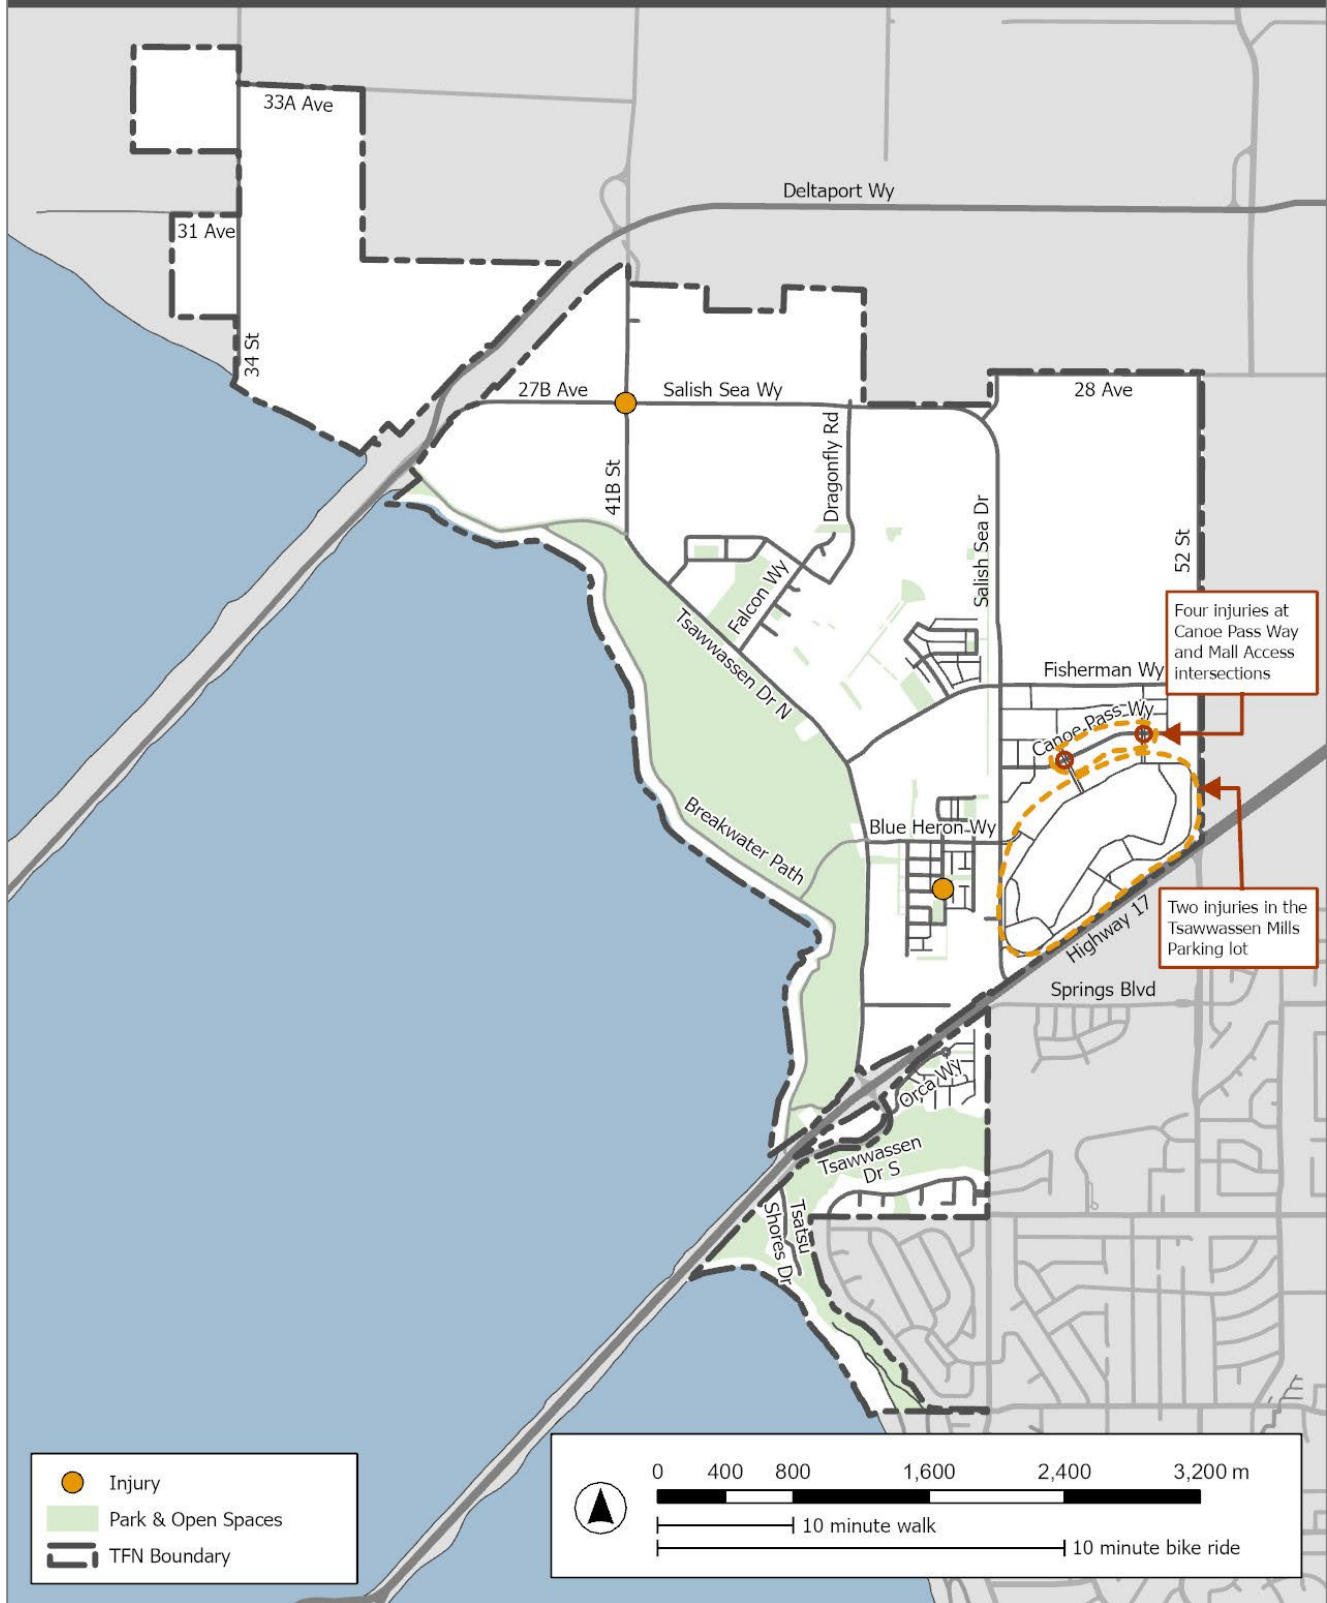 33A Ave
Deltaport Wy
31 Ave
34 St
27B Ave
Salish Sea Wy
28 Ave
Dragonfly Rd
41B St
Salish Sea Dr
52 St
Falcon Wy
Four injuries at
Canoe Pass Way
and Mall Access
intersections
Tsawwassen Dr N
Fisherman Wy
Canoe Pass Wy
Breakwater Path
Blue Heron Wy
Two injuries in the
Tsawwassen Mills
Parking lot
Highway 17
Springs Blvd
Orca Wy
Tsawwassen
Dr S
Tsatsu
Shores Dr
Injury
Park & Open Spaces
TFN Boundary
0 400 800 1,600 2,400 3,200 m
10 minute walk
10 minute bike ride